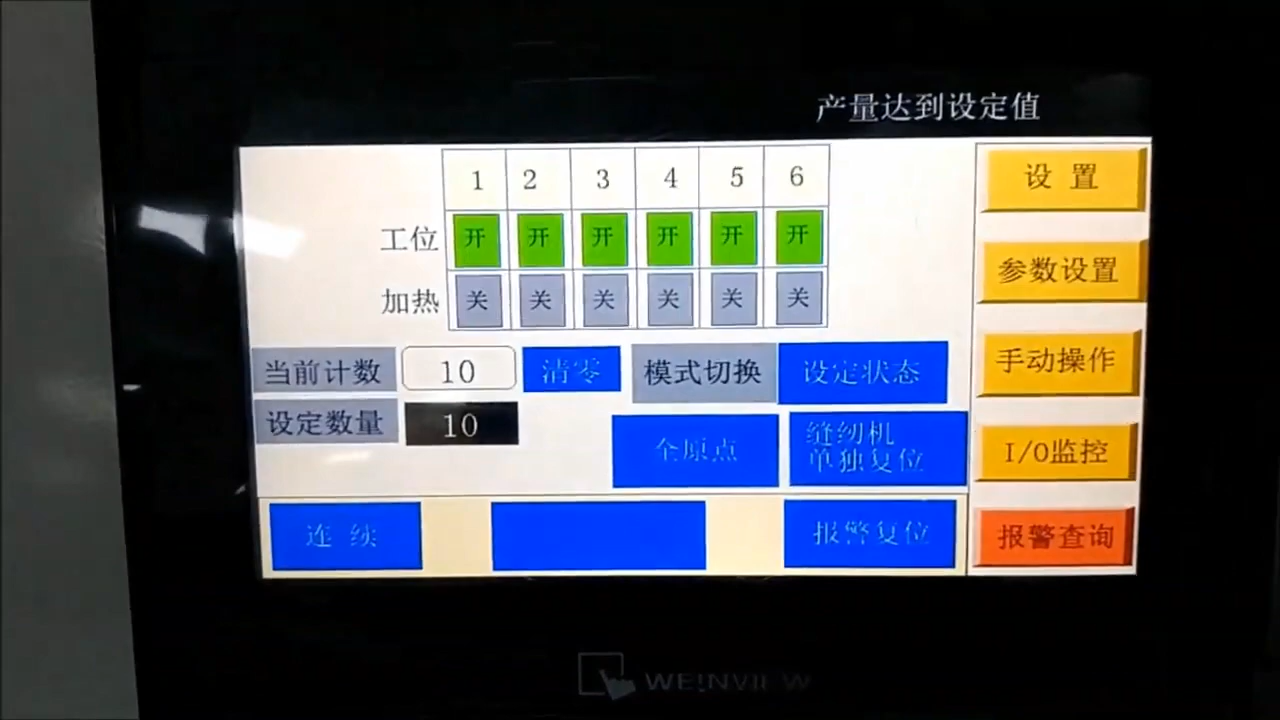 产量达到设定值
1 2 3 4 5 6
工位 开 开 开 开 开 开
加热 关 关 关 关 关 关
当前计数 10 清零 模式切换 设定状态
设定数量 10
全原点 缝纫机
单独复位
连 续 报警复位
设 置
参数设置
手动操作
I/O监控
报警查询
WEINVIEW